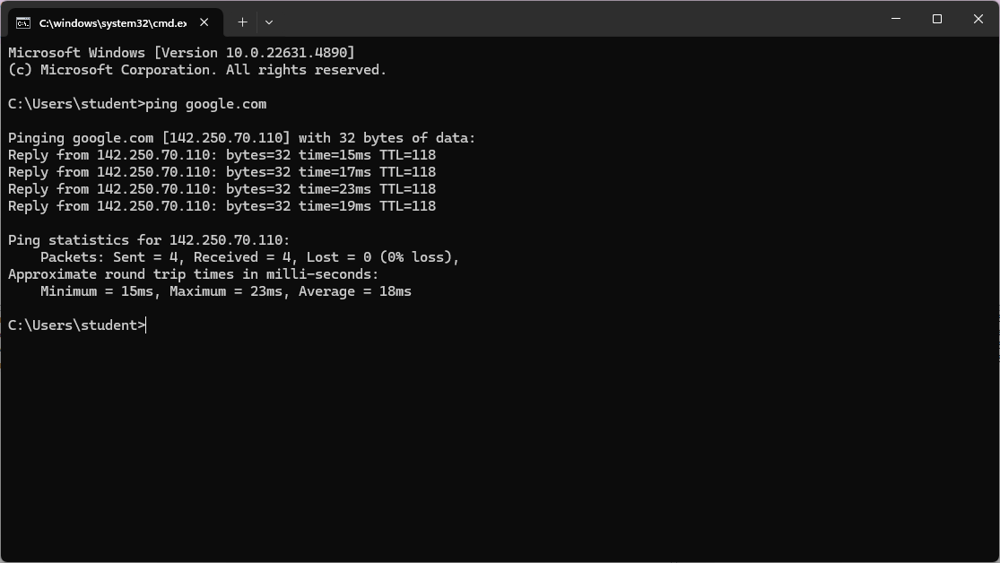 C:\windows\system32\cmd.ex
Microsoft Windows [Version 10.0.22631.4890]
(c) Microsoft Corporation. All rights reserved.
C:\Users\student>ping google.com
Pinging google.com [142.250.70.110] with 32 bytes of data:
Reply from 142.250.70.110: bytes=32 time=15ms TTL=118
Reply from 142.250.70.110: bytes=32 time=17ms TTL=118
Reply from 142.250.70.110: bytes=32 time=23ms TTL=118
Reply from 142.250.70.110: bytes=32 time=19ms TTL=118
Ping statistics for 142.250.70.110:
    Packets: Sent = 4, Received = 4, Lost = 0 (0% loss),
Approximate round trip times in milli-seconds:
    Minimum = 15ms, Maximum = 23ms, Average = 18ms
C:\Users\student>